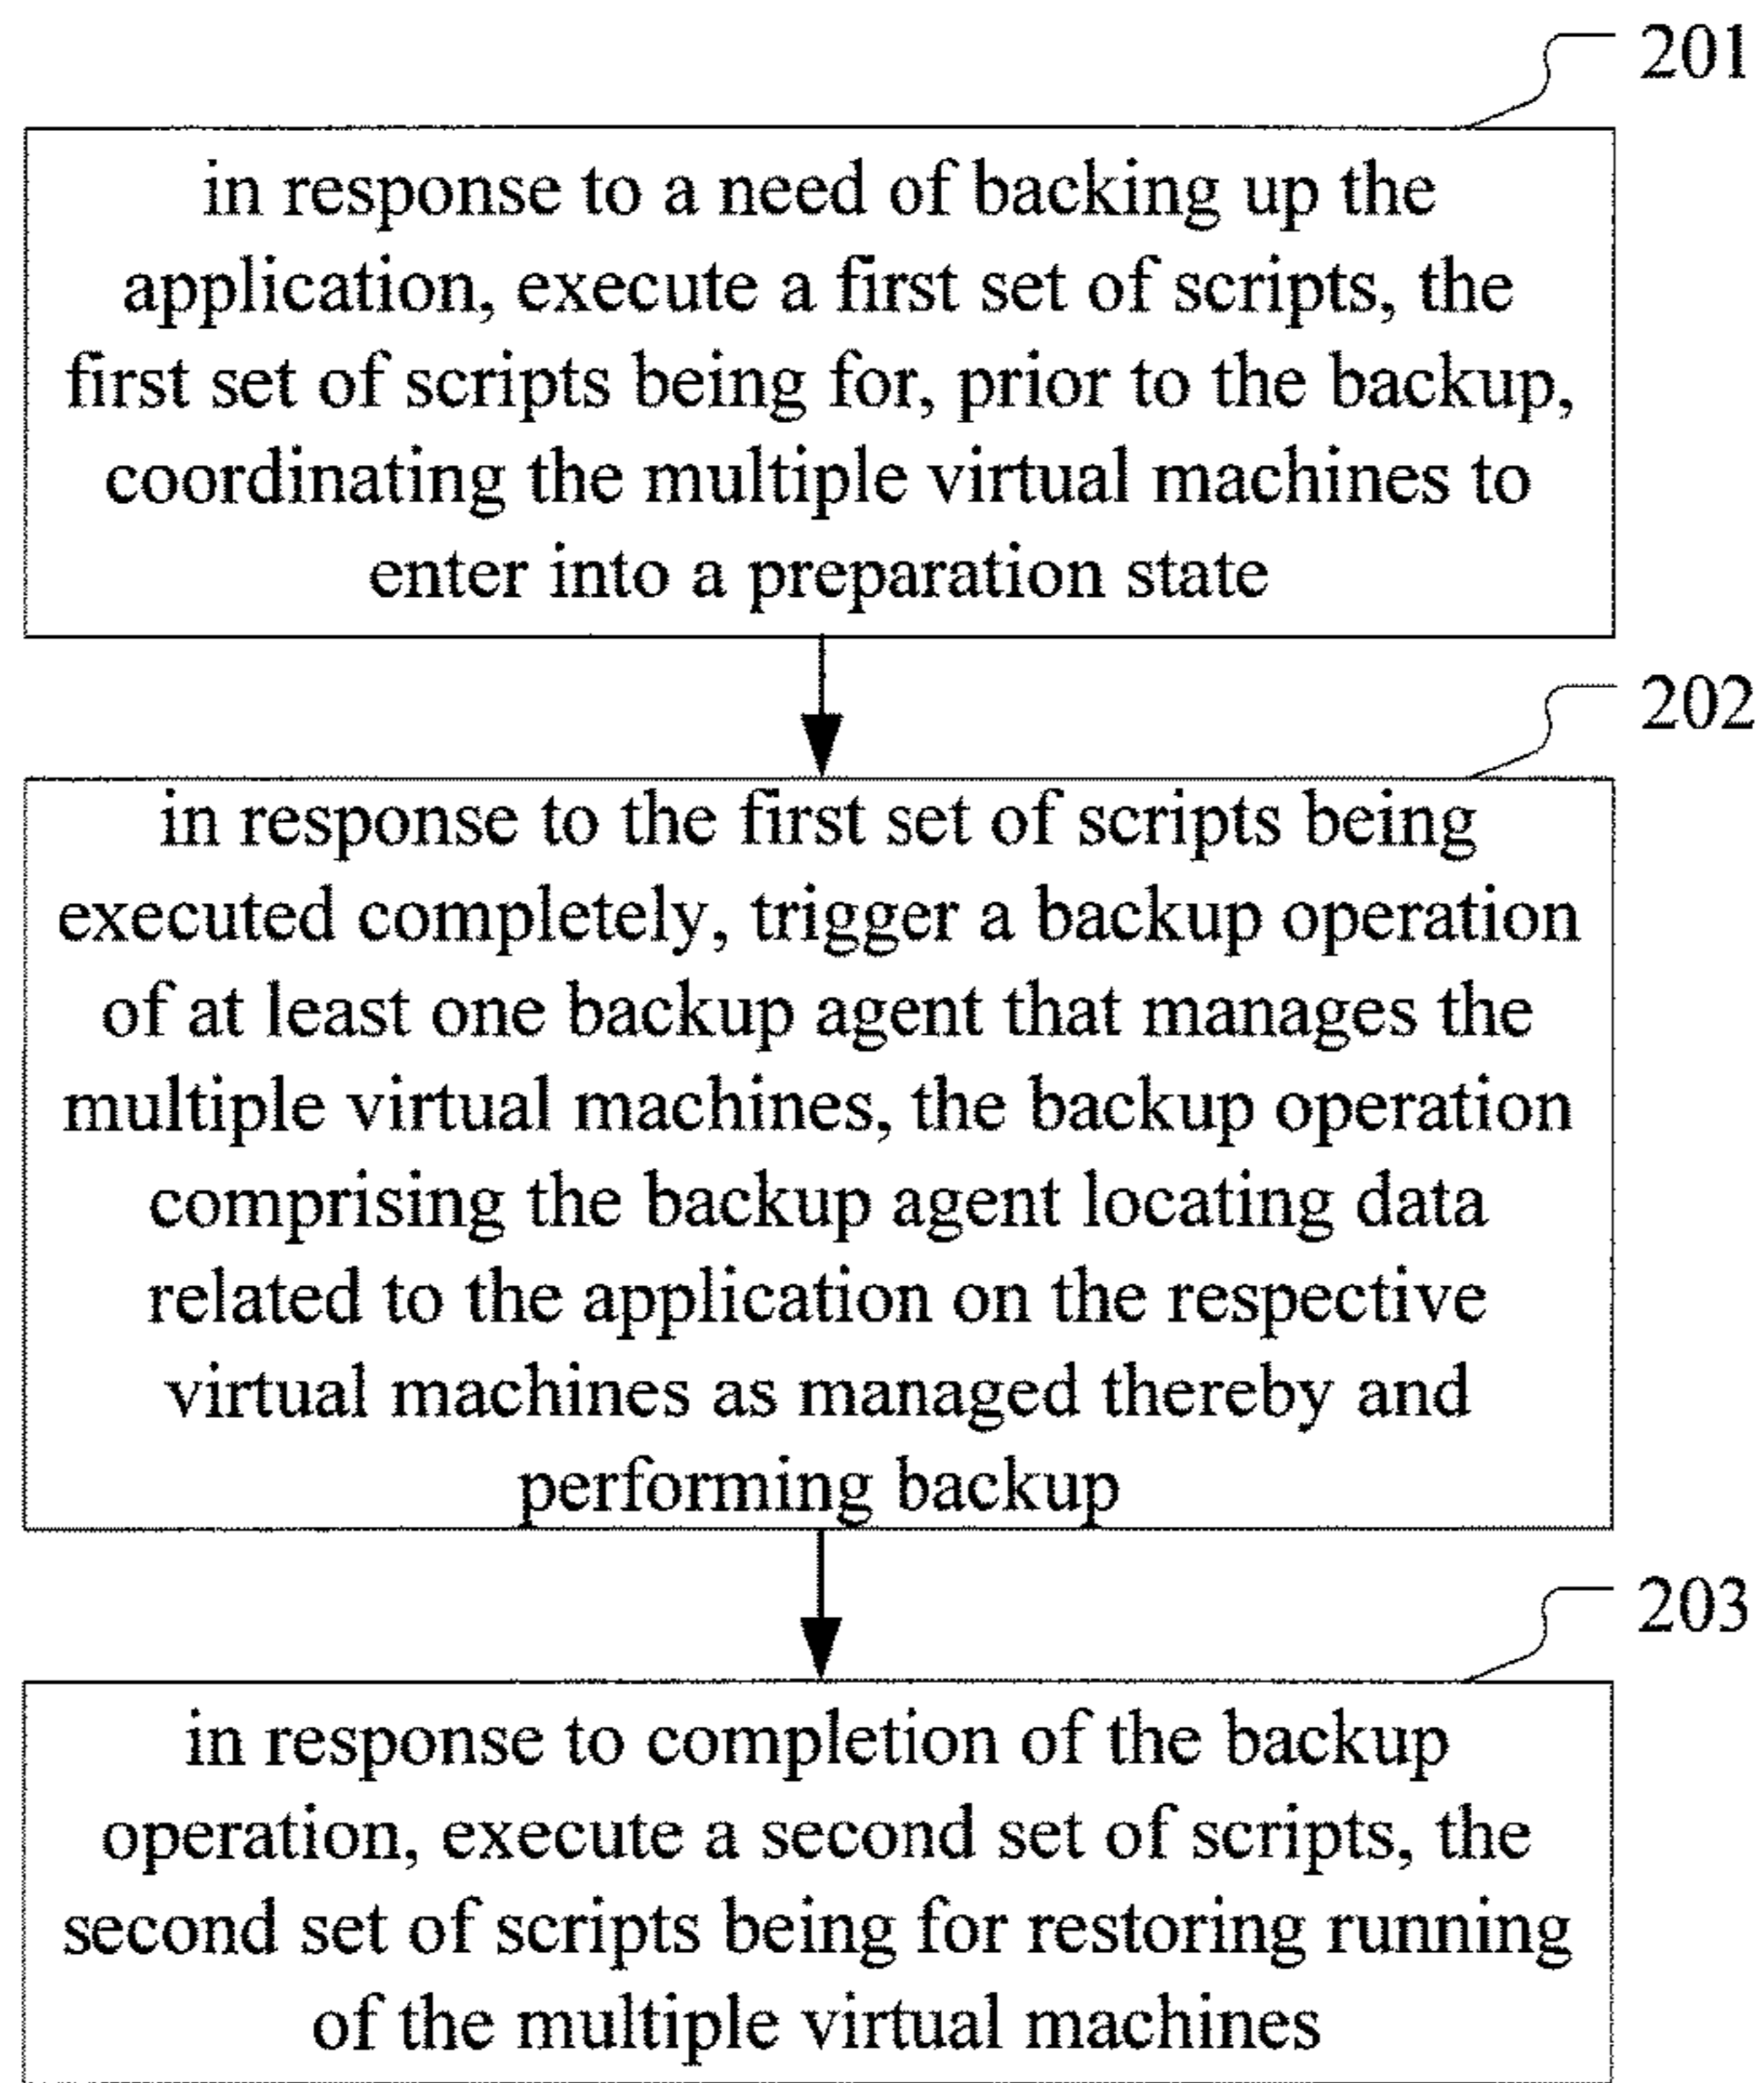 201
in response to a need of backing up the
application, execute a first set of scripts, the
first set of scripts being for, prior to the backup,
coordinating the multiple virtual machines to
enter into a preparation state
202
in response to the first set of scripts being
executed completely, trigger a backup operation
of at least one backup agent that manages the
multiple virtual machines, the backup operation
comprising the backup agent locating data
related to the application on the respective
virtual machines as managed thereby and
performing backup
203
in response to completion of the backup
operation, execute a second set of scripts, the
second set of scripts being for restoring running
of the multiple virtual machines